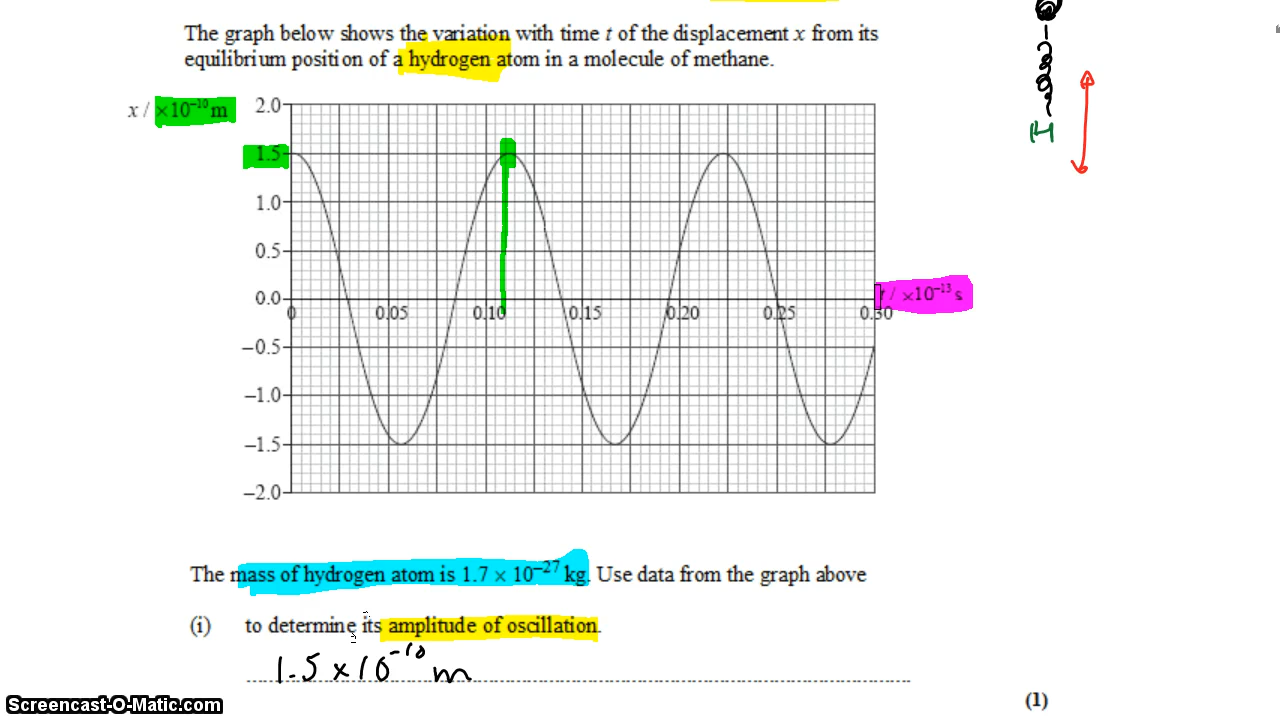 The graph below shows the variation with time t of the displacement x from its
equilibrium position of a hydrogen atom in a molecule of methane.
x / ×10⁻¹⁰ m
2.0
1.5
1.0
0.5
0.0
−0.5
−1.0
−1.5
−2.0
0 0.05 0.10 0.15 0.20 0.25 0.30
t / ×10⁻¹³ s
H
The mass of hydrogen atom is 1.7 × 10⁻²⁷ kg. Use data from the graph above
(i) to determine its amplitude of oscillation.
1.5 × 10⁻¹⁰ m
(1)
Screencast-O-Matic.com